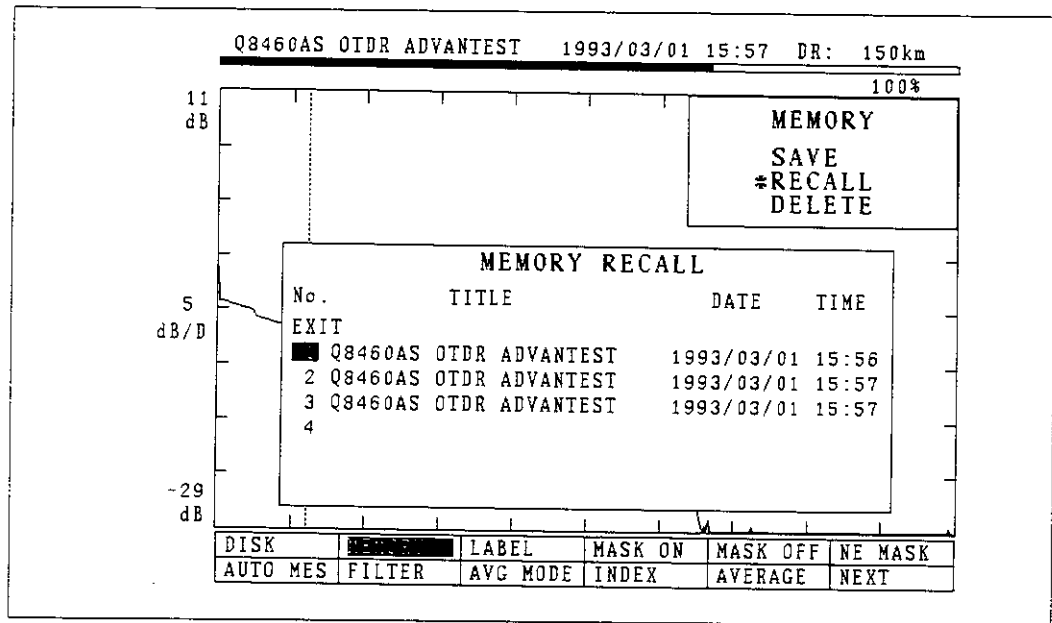 Q8460AS OTDR ADVANTEST 1993/03/01 15:57 DR: 150km
100%
11
dB
MEMORY
SAVE
*RECALL
DELETE
MEMORY RECALL
No. TITLE DATE TIME
EXIT
Q8460AS OTDR ADVANTEST 1993/03/01 15:56
2 Q8460AS OTDR ADVANTEST 1993/03/01 15:57
3 Q8460AS OTDR ADVANTEST 1993/03/01 15:57
4
5
dB/D
-29
dB
DISK MEMORY LABEL MASK ON MASK OFF NE MASK
AUTO MES FILTER AVG MODE INDEX AVERAGE NEXT